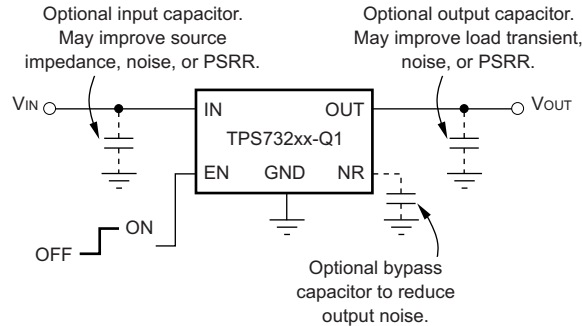 Optional input capacitor.
May improve source
impedance, noise, or PSRR.
Optional output capacitor.
May improve load transient,
noise, or PSRR.
VIN
IN
OUT
VOUT
TPS732xx-Q1
EN
GND
NR
ON
OFF
Optional bypass
capacitor to reduce
output noise.